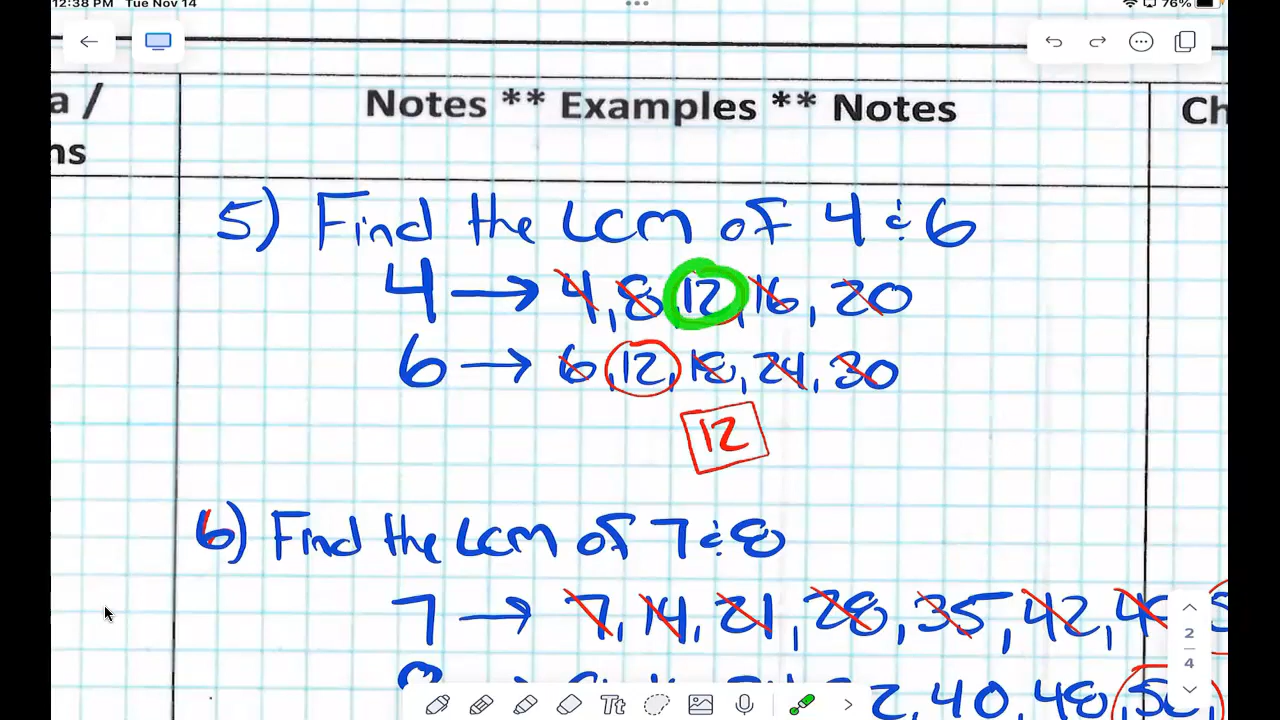 12:38 PM Tue Nov 14
76%
a / Notes ** Examples ** Notes Ch
ns
5) Find the LCM of 4 & 6
4 → 4, 8, 12, 16, 20
6 → 6, 12, 18, 24, 30
12
6) Find the LCM of 7 & 8
7 → 7, 14, 21, 28, 35, 42,
40, 48, 56,
2
4
Tt